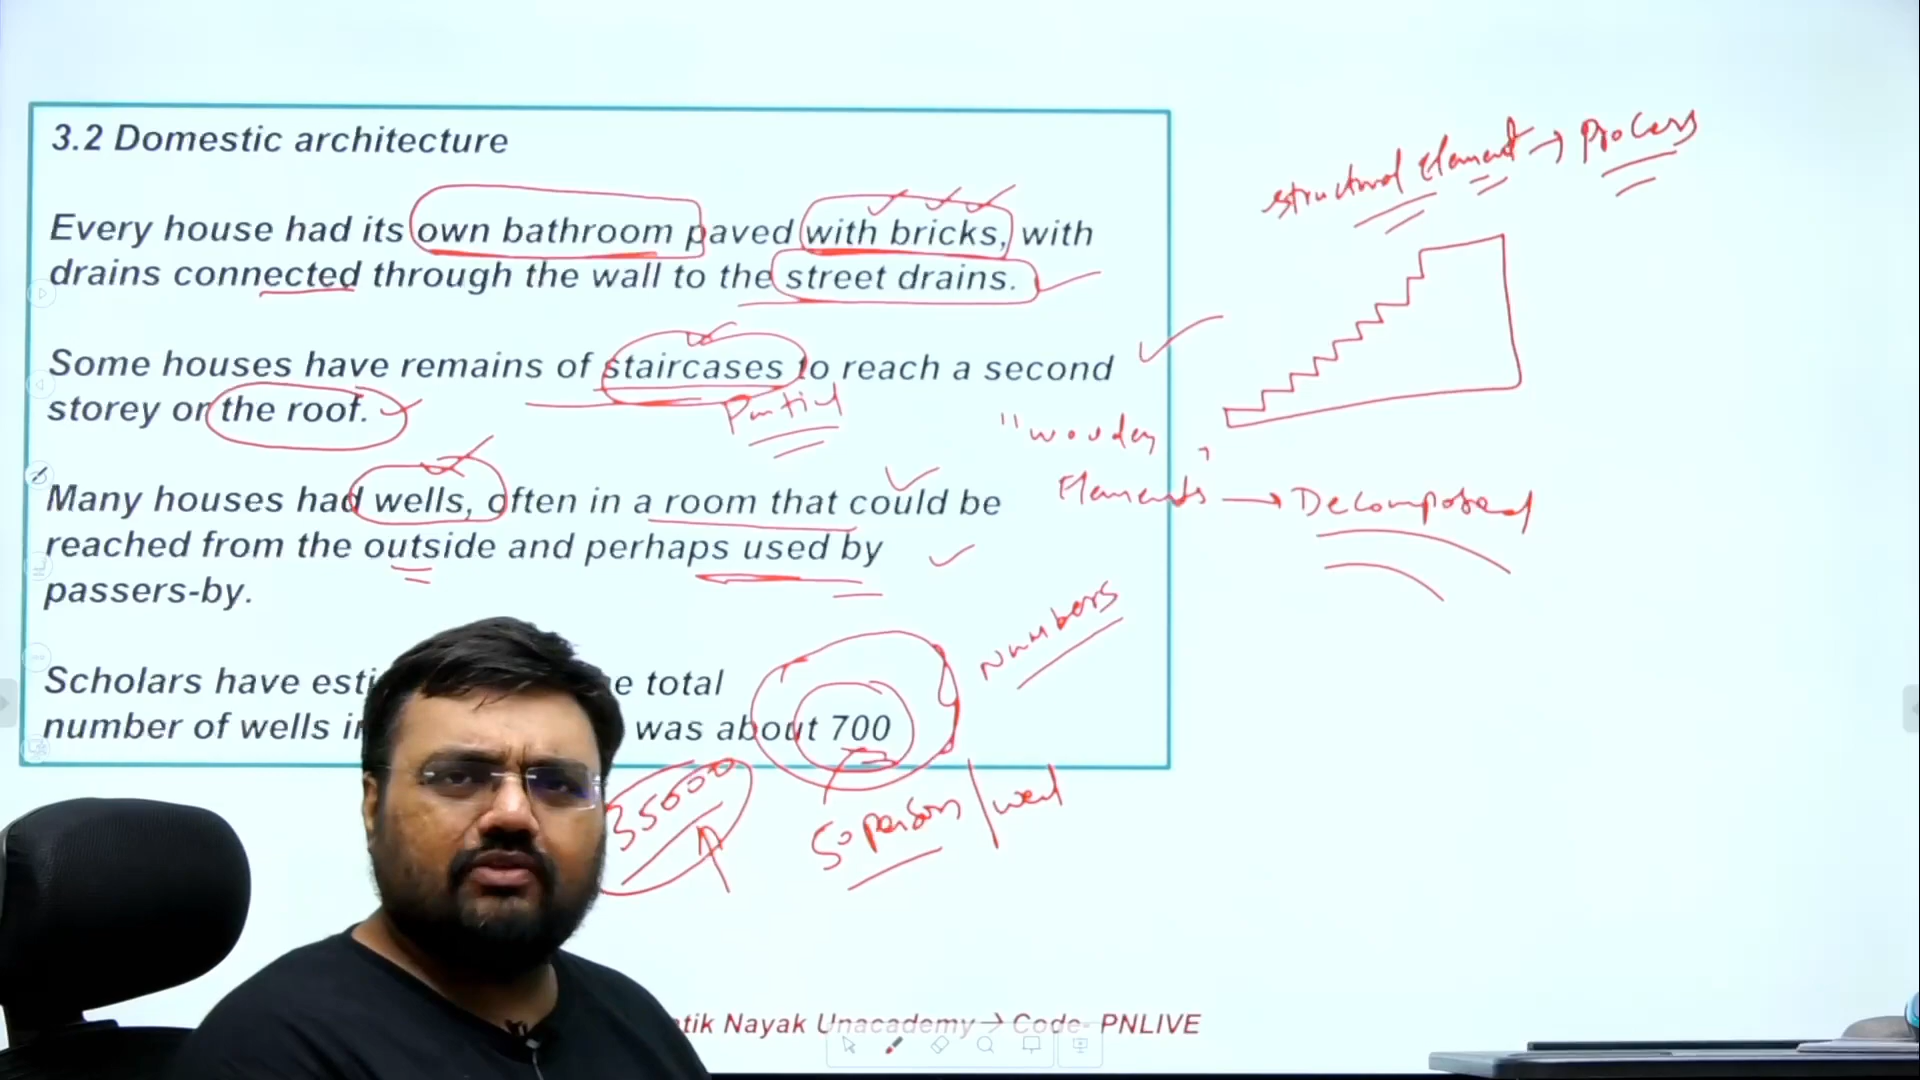 3.2 Domestic architecture
Every house had its own bathroom paved with bricks, with
drains connected through the wall to the street drains.
Some houses have remains of staircases to reach a second
storey or the roof.
Partial
Many houses had wells, often in a room that could be
reached from the outside and perhaps used by
passers-by.
Scholars have esti e total
number of wells i was about 700
35000
50 person / well
Numbers
structural Element → Process
"wooden
Elements" → Decomposed
tik Nayak Unacademy→ Code- PNLIVE